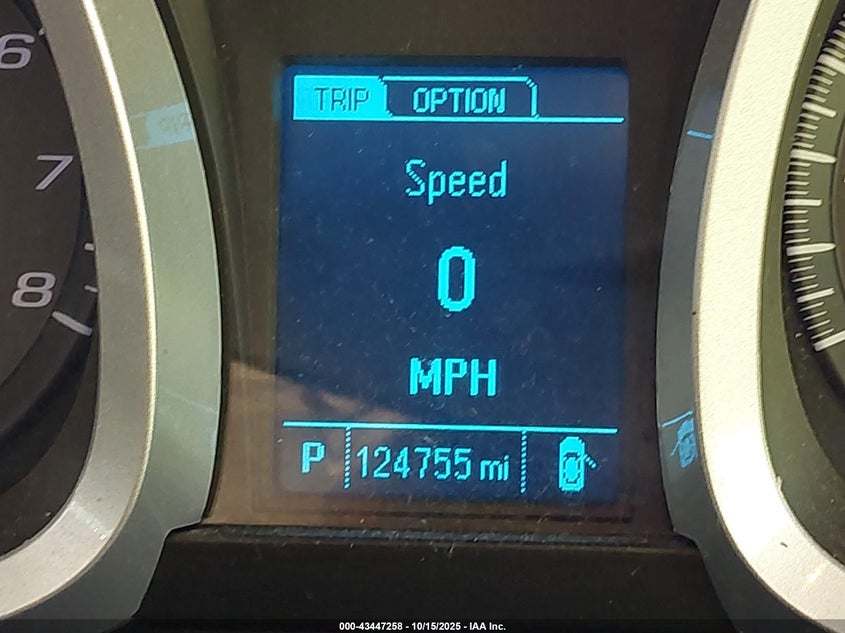 6
7
8
TRIP OPTION
Speed
0
MPH
P 124755 mi
000-43447258 - 10/15/2025 - IAA Inc.